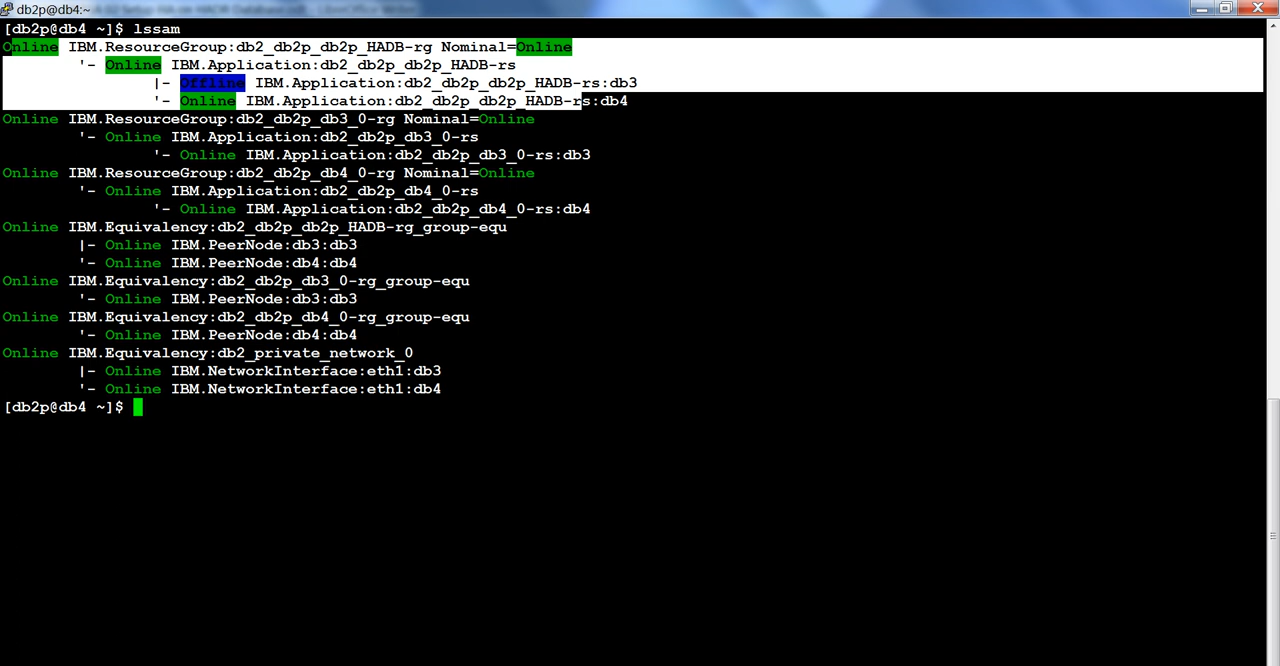 db2p@db4:~
[db2p@db4 ~]$ lssam
Online IBM.ResourceGroup:db2_db2p_db2p_HADB-rg Nominal=Online
        '- Online IBM.Application:db2_db2p_db2p_HADB-rs
                |- Offline IBM.Application:db2_db2p_db2p_HADB-rs:db3
                '- Online IBM.Application:db2_db2p_db2p_HADB-rs:db4
Online IBM.ResourceGroup:db2_db2p_db3_0-rg Nominal=Online
        '- Online IBM.Application:db2_db2p_db3_0-rs
                '- Online IBM.Application:db2_db2p_db3_0-rs:db3
Online IBM.ResourceGroup:db2_db2p_db4_0-rg Nominal=Online
        '- Online IBM.Application:db2_db2p_db4_0-rs
                '- Online IBM.Application:db2_db2p_db4_0-rs:db4
Online IBM.Equivalency:db2_db2p_db2p_HADB-rg_group-equ
        |- Online IBM.PeerNode:db3:db3
        '- Online IBM.PeerNode:db4:db4
Online IBM.Equivalency:db2_db2p_db3_0-rg_group-equ
        '- Online IBM.PeerNode:db3:db3
Online IBM.Equivalency:db2_db2p_db4_0-rg_group-equ
        '- Online IBM.PeerNode:db4:db4
Online IBM.Equivalency:db2_private_network_0
        |- Online IBM.NetworkInterface:eth1:db3
        '- Online IBM.NetworkInterface:eth1:db4
[db2p@db4 ~]$